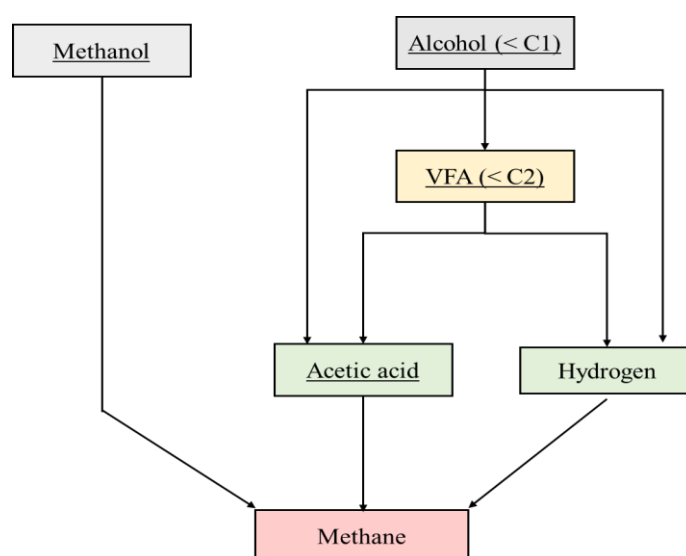 Methanol
Alcohol (< C1)
VFA (< C2)
Acetic acid
Hydrogen
Methane